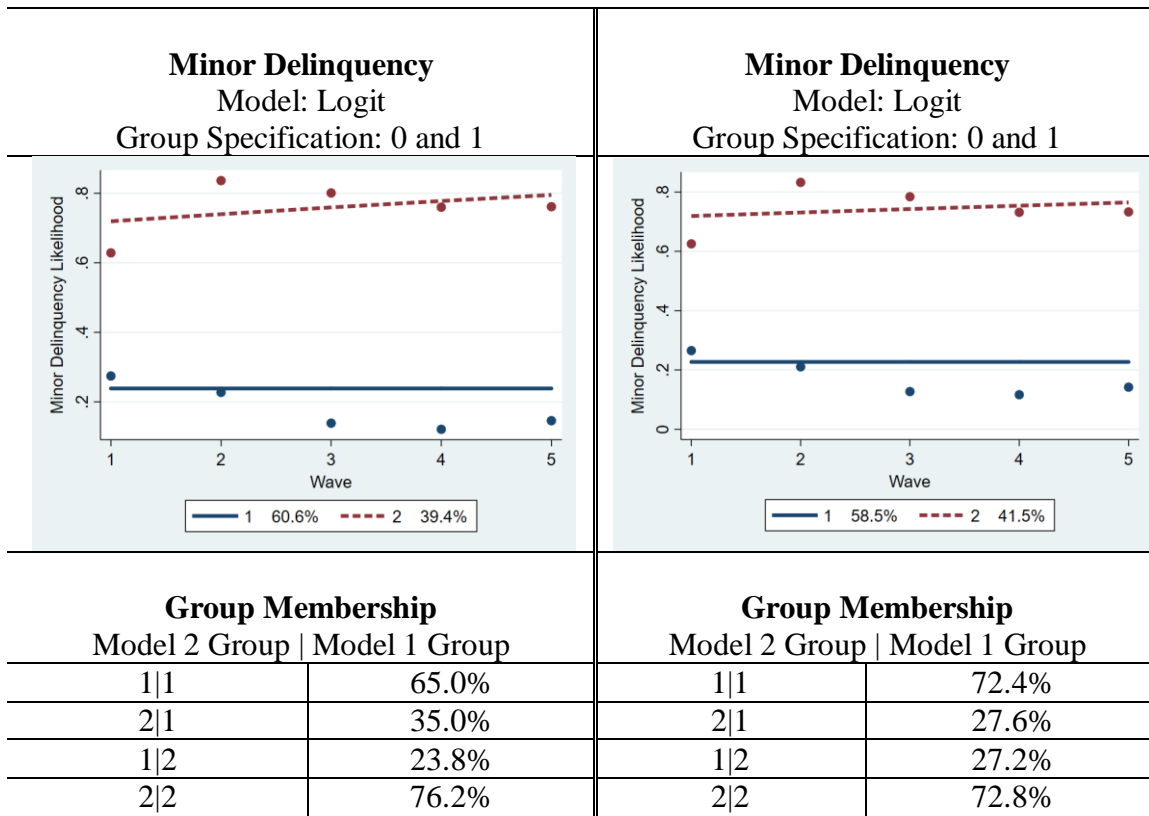 Minor Delinquency
Model: Logit
Group Specification: 0 and 1
Minor Delinquency Likelihood
.8
.6
.4
.2
1 2 3 4 5
Wave
1 60.6% 2 39.4%
Group Membership
Model 2 Group | Model 1 Group
1|1 65.0%
2|1 35.0%
1|2 23.8%
2|2 76.2%
Minor Delinquency
Model: Logit
Group Specification: 0 and 1
Minor Delinquency Likelihood
.8
.6
.4
.2
0
1 2 3 4 5
Wave
1 58.5% 2 41.5%
Group Membership
Model 2 Group | Model 1 Group
1|1 72.4%
2|1 27.6%
1|2 27.2%
2|2 72.8%